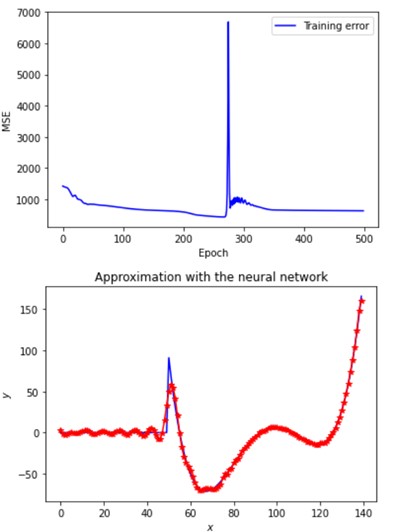 7000
6000
5000
4000
3000
2000
1000
MSE
Training error
0 100 200 300 400 500
Epoch
Approximation with the neural network
150
100
50
0
−50
y
0 20 40 60 80 100 120 140
x